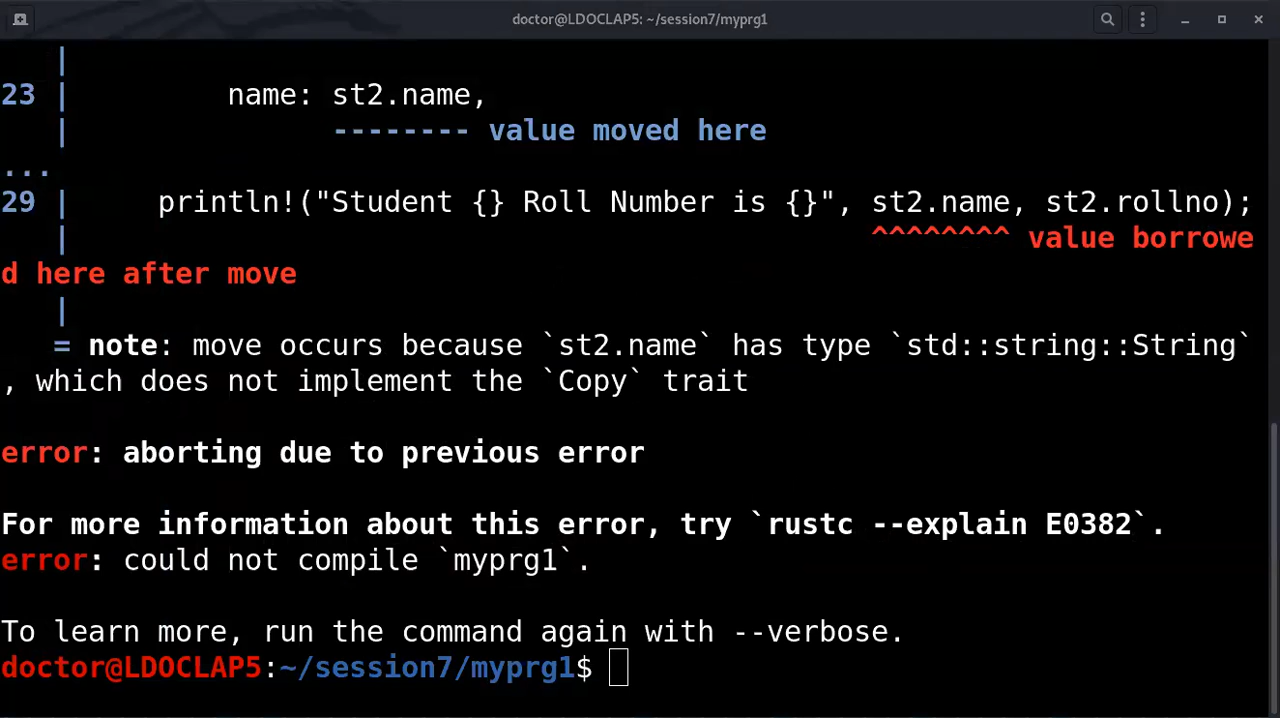 doctor@LDOCLAP5: ~/session7/myprg1
|
23 | name: st2.name,
| -------- value moved here
...
29 | println!("Student {} Roll Number is {}", st2.name, st2.rollno);
| ^^^^^^^^ value borrowe
d here after move
|
= note: move occurs because `st2.name` has type `std::string::String`
, which does not implement the `Copy` trait
error: aborting due to previous error
For more information about this error, try `rustc --explain E0382`.
error: could not compile `myprg1`.
To learn more, run the command again with --verbose.
doctor@LDOCLAP5:~/session7/myprg1$